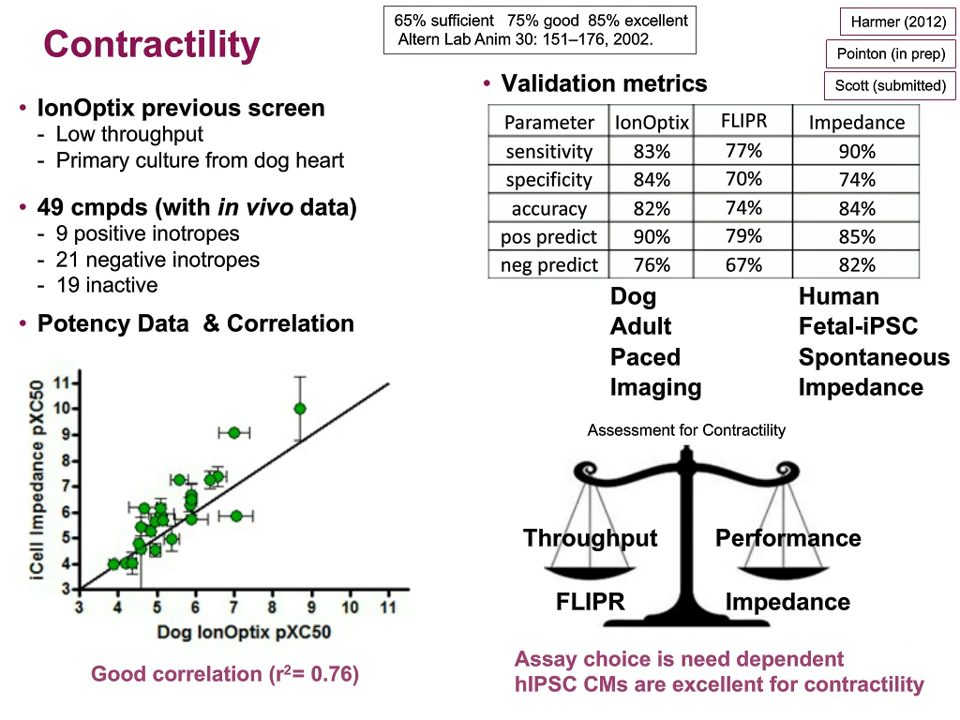 Contractility
65% sufficient 75% good 85% excellent
Altern Lab Anim 30: 151–176, 2002.
Harmer (2012)
Pointon (in prep)
Scott (submitted)
• IonOptix previous screen
- Low throughput
- Primary culture from dog heart
• 49 cmpds (with in vivo data)
- 9 positive inotropes
- 21 negative inotropes
- 19 inactive
• Potency Data & Correlation
iCell Impedance pXC50
11
10
9
8
7
6
5
4
3
3 4 5 6 7 8 9 10 11
Dog IonOptix pXC50
Good correlation (r²= 0.76)
• Validation metrics
Parameter IonOptix FLIPR Impedance
sensitivity 83% 77% 90%
specificity 84% 70% 74%
accuracy 82% 74% 84%
pos predict 90% 79% 85%
neg predict 76% 67% 82%
Dog Human
Adult Fetal-iPSC
Paced Spontaneous
Imaging Impedance
Assessment for Contractility
Throughput Performance
FLIPR Impedance
Assay choice is need dependent
hIPSC CMs are excellent for contractility